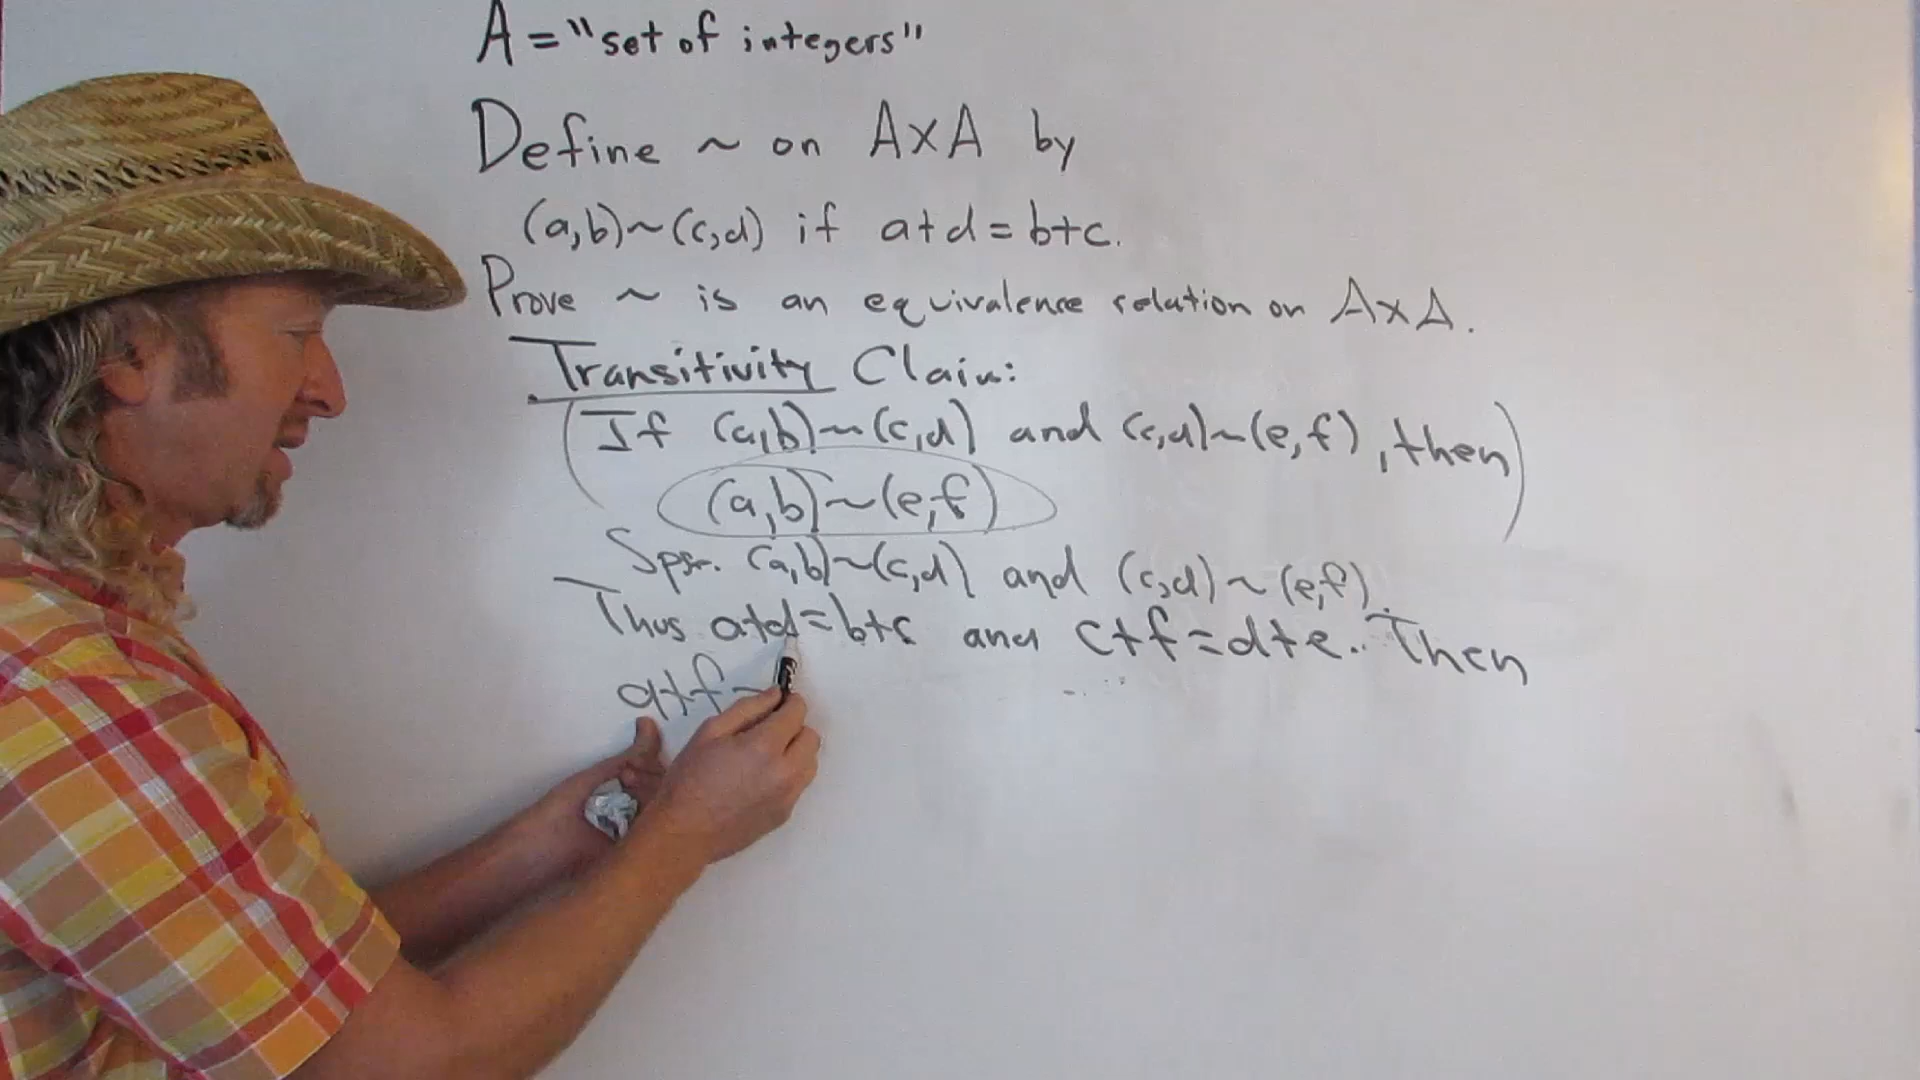 A = "set of integers"
Define ~ on A×A by
(a,b)~(c,d) if a+d=b+c.
Prove ~ is an equivalence relation on A×A.
Transitivity Claim:
(If (a,b)~(c,d) and (c,d)~(e,f), then
(a,b)~(e,f))
Spse. (a,b)~(c,d) and (c,d)~(e,f).
Thus a+d=b+c and c+f=d+e. Then
a+f=